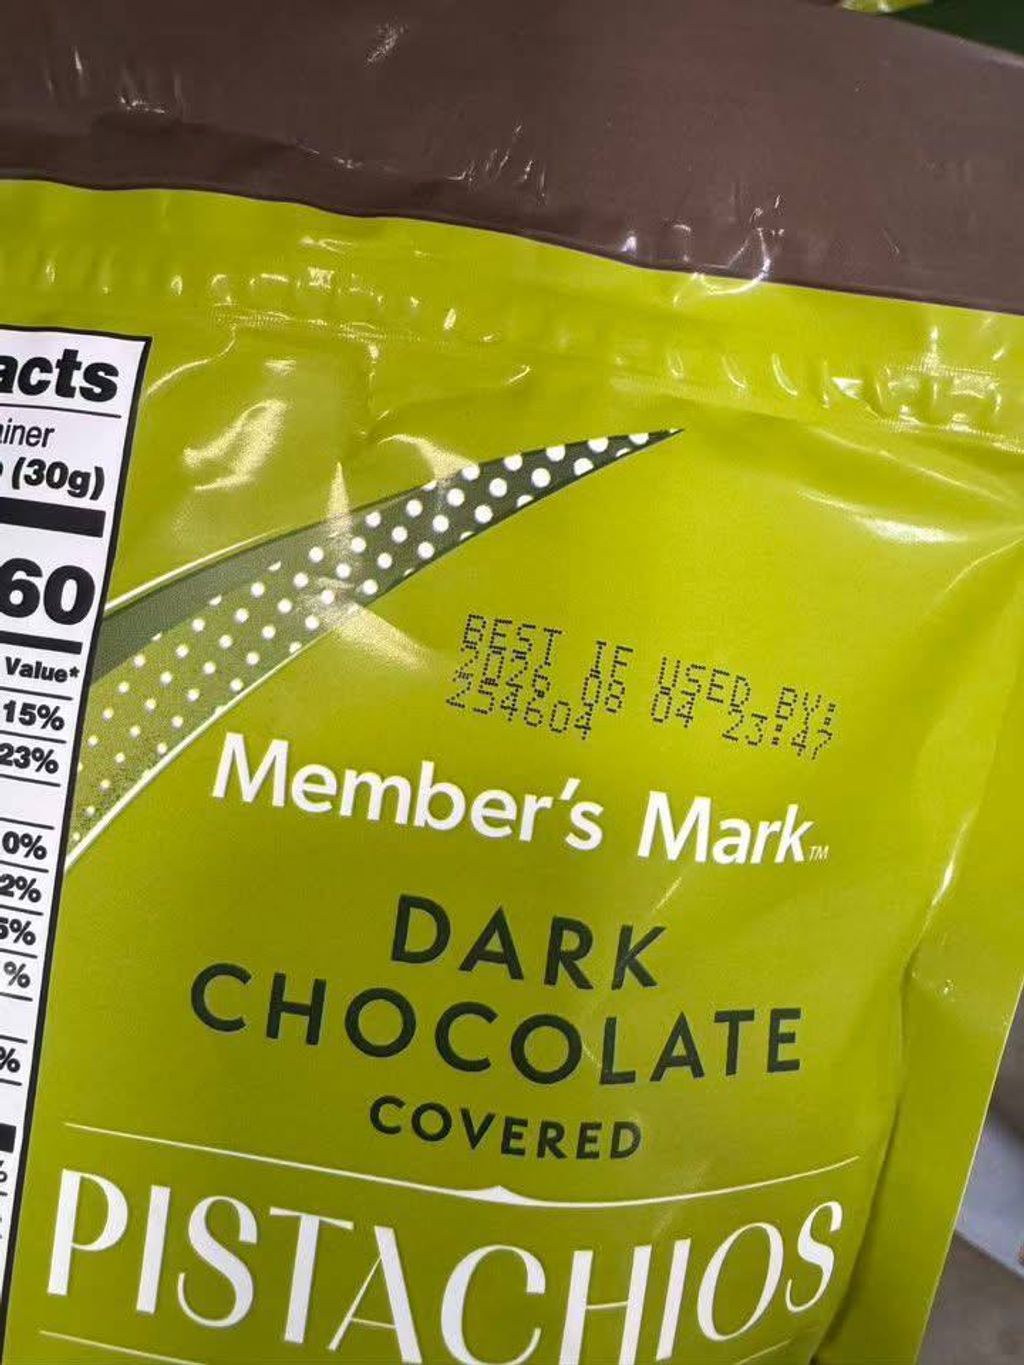 acts
iner
(30g)
60
Value*
15%
23%
0%
2%
5%
%
%
BEST IF USED BY:
2026 08 04 23:47
254604
Member's Mark™
DARK
CHOCOLATE
COVERED
PISTACHIOS